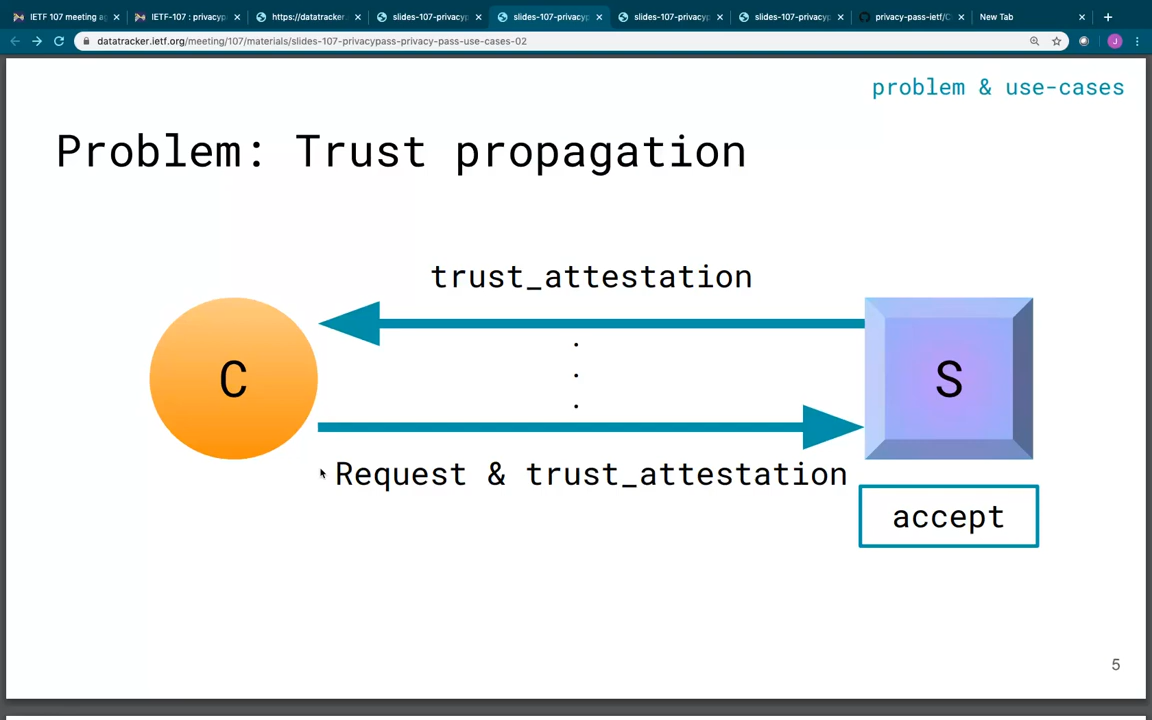 IETF 107 meeting a
IETF-107 : privacyp
https://datatracker.
slides-107-privacyp
slides-107-privacyp
slides-107-privacyp
slides-107-privacyp
privacy-pass-ietf/C
New Tab
datatracker.ietf.org/meeting/107/materials/slides-107-privacypass-privacy-pass-use-cases-02
J
problem & use-cases
Problem: Trust propagation
trust_attestation
C
S
Request & trust_attestation
accept
5